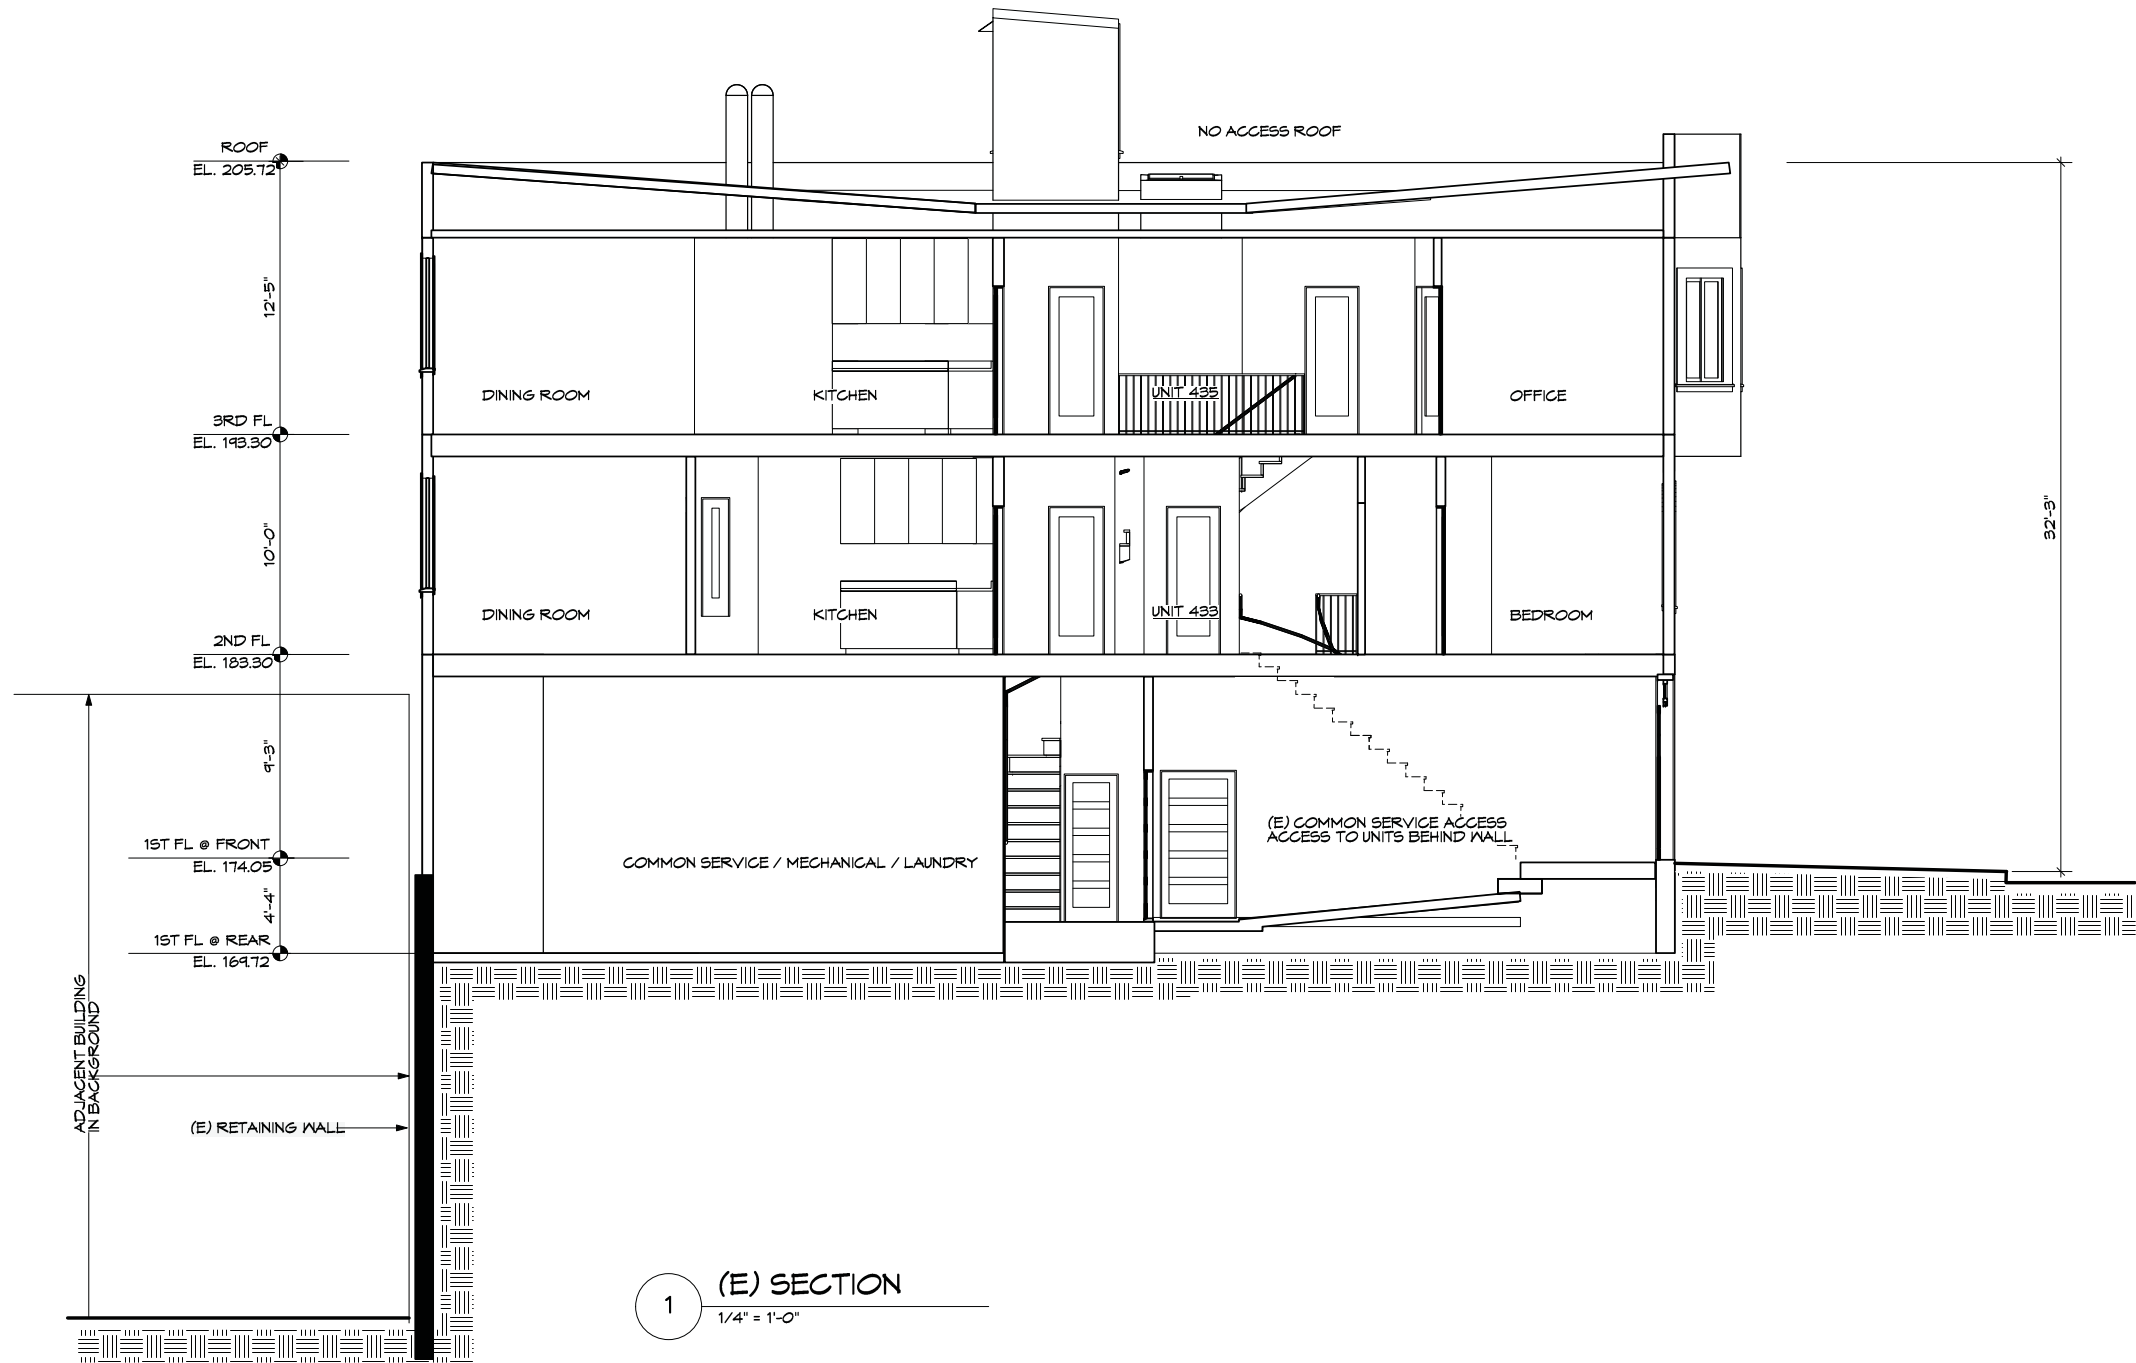 NO ACCESS ROOF
ROOF
EL. 205.72
12'-5"
DINING ROOM
KITCHEN
UNIT 435
OFFICE
3RD FL
EL. 193.30
10'-0"
32'-3"
DINING ROOM
KITCHEN
UNIT 433
BEDROOM
2ND FL
EL. 183.30
9'-3"
(E) COMMON SERVICE ACCESS
ACCESS TO UNITS BEHIND WALL
1ST FL @ FRONT
EL. 174.05
COMMON SERVICE / MECHANICAL / LAUNDRY
4'-4"
1ST FL @ REAR
EL. 169.72
ADJACENT BUILDING
IN BACKGROUND
(E) RETAINING WALL
1
(E) SECTION
1/4" = 1'-0"